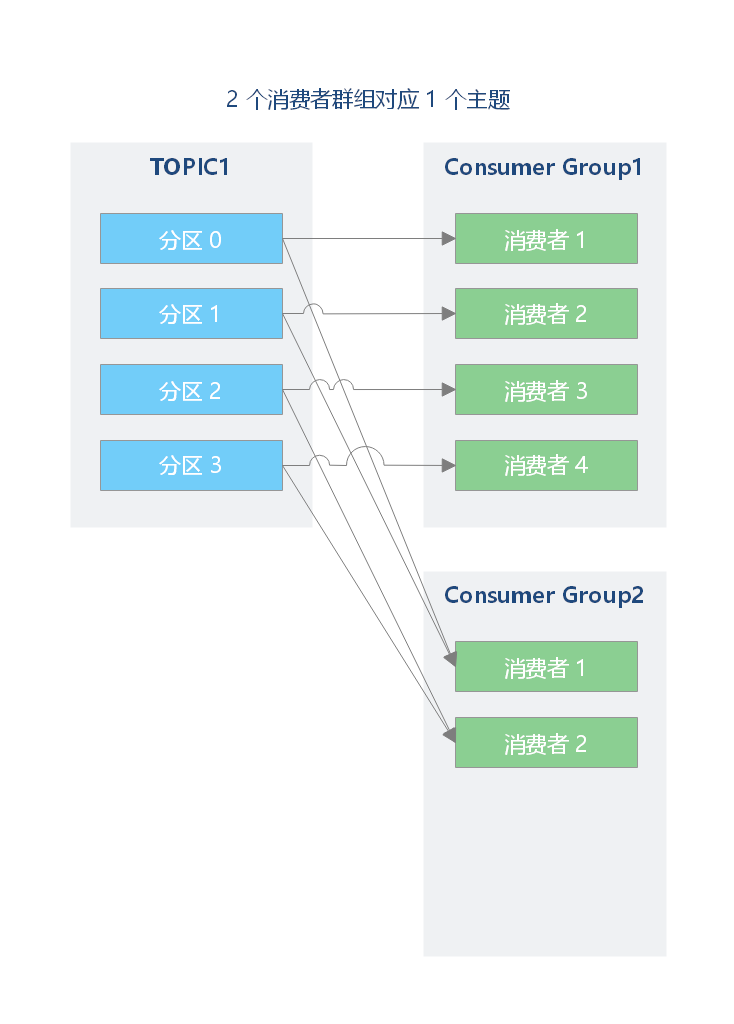 2 个消费者群组对应 1 个主题
TOPIC1
分区 0
分区 1
分区 2
分区 3
Consumer Group1
消费者 1
消费者 2
消费者 3
消费者 4
Consumer Group2
消费者 1
消费者 2